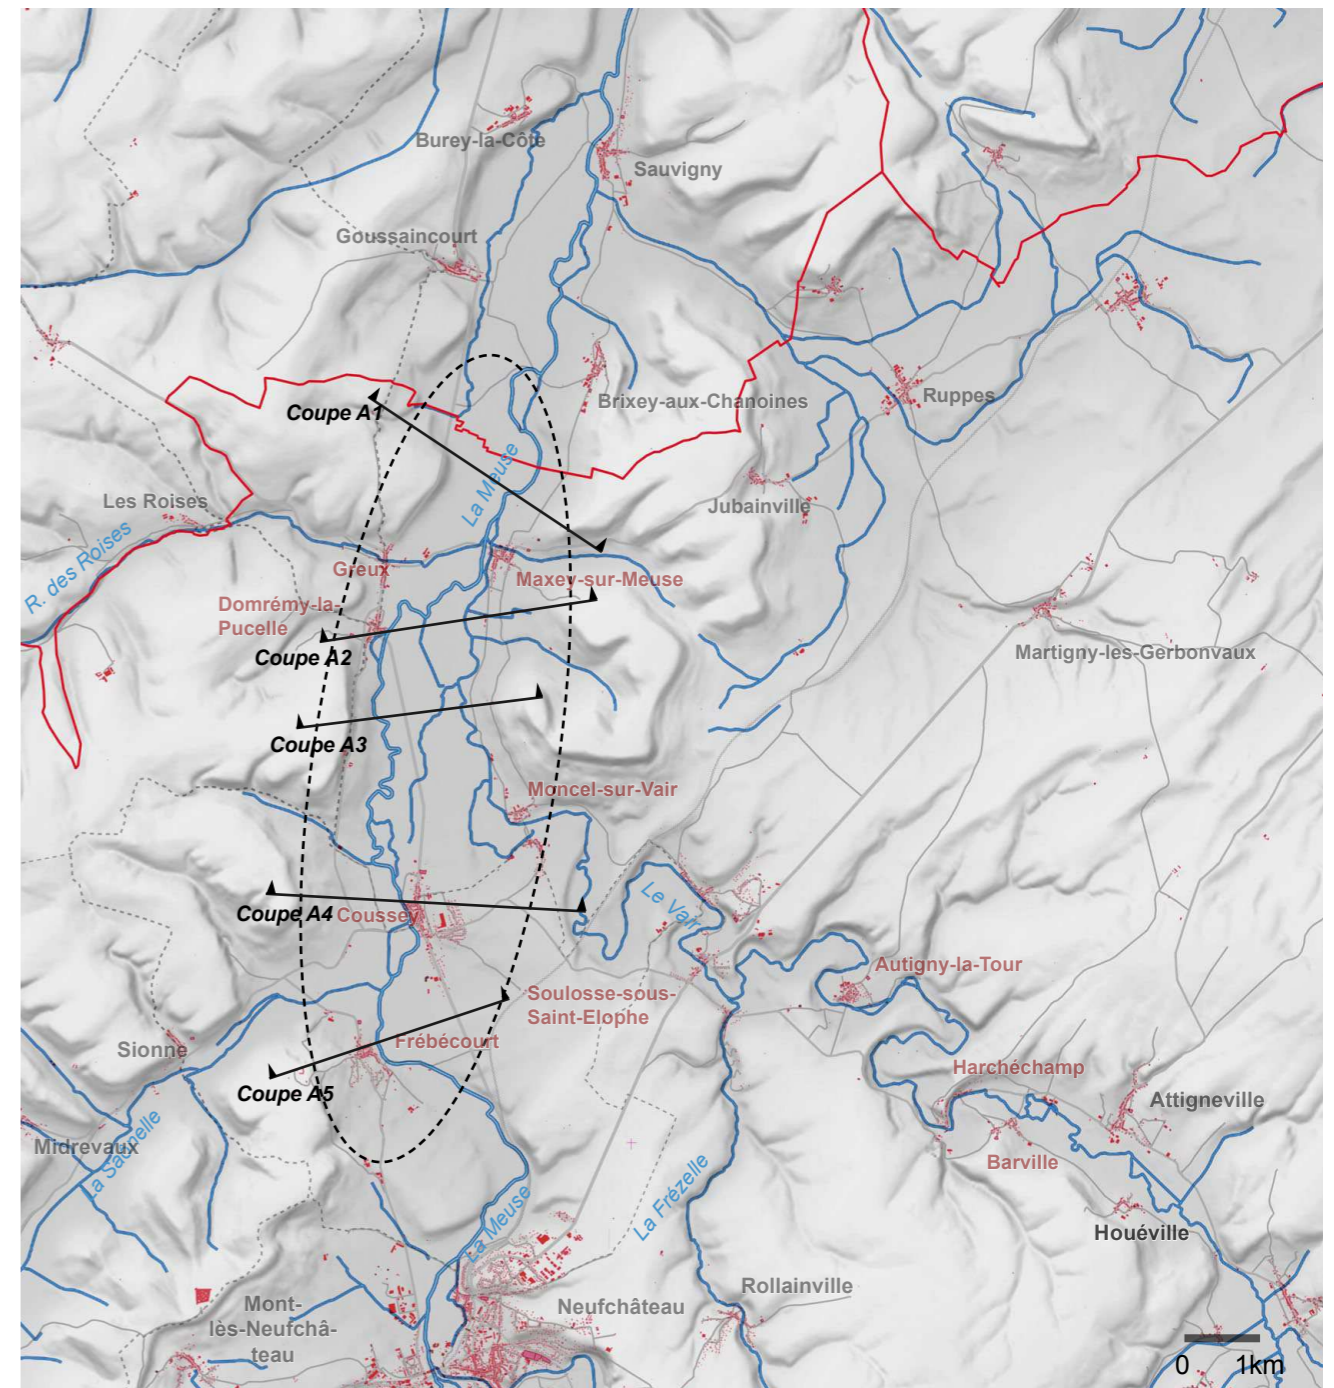 Burey-la-Côte
Sauvigny
Goussaincourt
Brixey-aux-Chanoines
Ruppes
Coupe A1
La Meuse
Jubainville
Les Roises
R. des Roises
Greux
Maxey-sur-Meuse
Domrémy-la-
Pucelle
Coupe A2
Martigny-les-Gerbonvaux
Coupe A3
Moncel-sur-Vair
Le Vair
Coupe A4
Coussey
Autigny-la-Tour
Soulosse-sous-
Saint-Elophe
Sionne
Frébécourt
Harchéchamp
Coupe A5
Attigneville
Midrevaux
La Saônelle
Barville
La Frézelle
La Meuse
Houéville
Rollainville
Mont-
lès-Neufchâ-
teau
Neufchâteau
0 1km